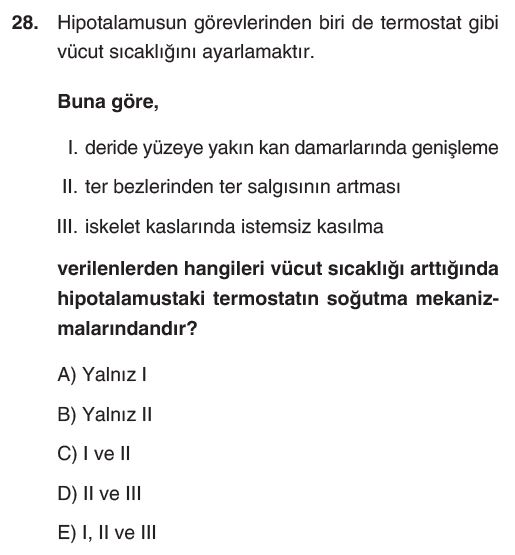 28. Hipotalamusun görevlerinden biri de termostat gibi
vücut sıcaklığını ayarlamaktır.
Buna göre,
I. deride yüzeye yakın kan damarlarında genişleme
II. ter bezlerinden ter salgısının artması
III. iskelet kaslarında istemsiz kasılma
verilenlerden hangileri vücut sıcaklığı arttığında
hipotalamustaki termostatın soğutma mekaniz-
malarındandır?
A) Yalnız I
B) Yalnız II
C) I ve II
D) II ve III
E) I, II ve III